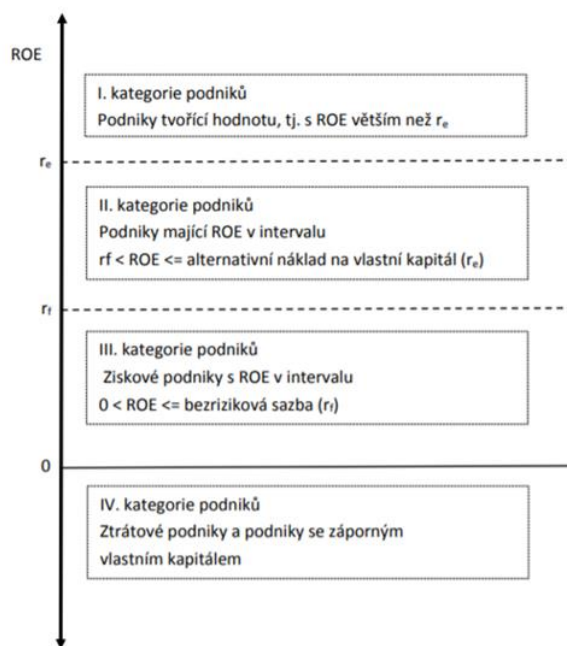 ROE
I. kategorie podniků
Podniky tvořící hodnotu, tj. s ROE větším než rₑ
rₑ
II. kategorie podniků
Podniky mající ROE v intervalu
rf < ROE <= alternativní náklad na vlastní kapitál (rₑ)
r_f
III. kategorie podniků
Ziskové podniky s ROE v intervalu
0 < ROE <= bezriziková sazba (r_f)
0
IV. kategorie podniků
Ztrátové podniky a podniky se záporným
vlastním kapitálem